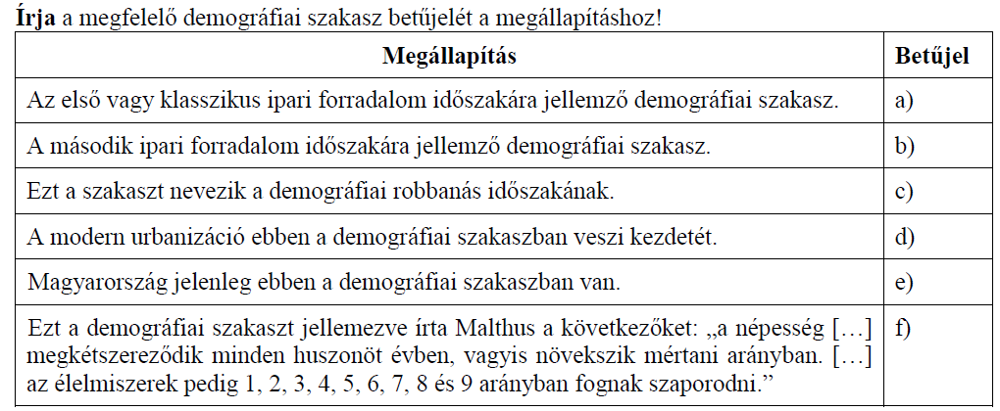 Írja a megfelelő demográfiai szakasz betűjelét a megállapításhoz!
Megállapítás Betűjel
Az első vagy klasszikus ipari forradalom időszakára jellemző demográfiai szakasz. a)
A második ipari forradalom időszakára jellemző demográfiai szakasz. b)
Ezt a szakaszt nevezik a demográfiai robbanás időszakának. c)
A modern urbanizáció ebben a demográfiai szakaszban veszi kezdetét. d)
Magyarország jelenleg ebben a demográfiai szakaszban van. e)
Ezt a demográfiai szakaszt jellemezve írta Malthus a következőket: „a népesség […] f)
megkétszereződik minden huszonöt évben, vagyis növekszik mértani arányban. […]
az élelmiszerek pedig 1, 2, 3, 4, 5, 6, 7, 8 és 9 arányban fognak szaporodni.”